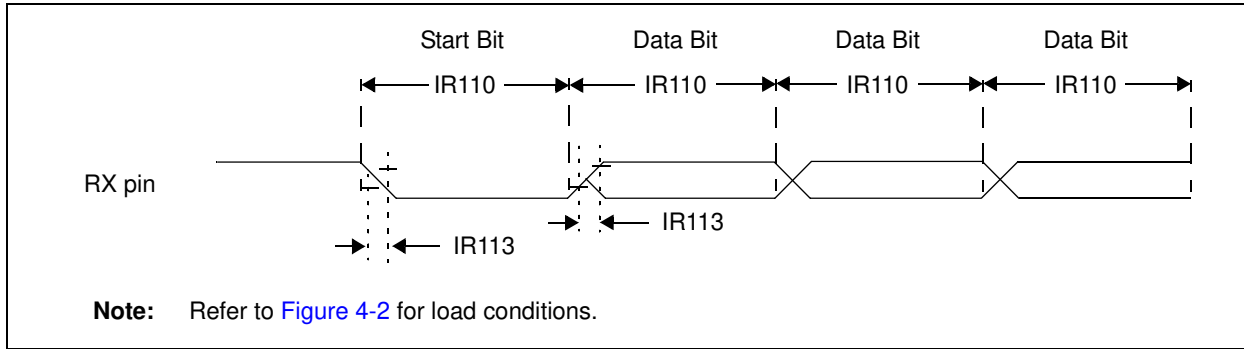 Start Bit Data Bit Data Bit Data Bit
IR110 IR110 IR110 IR110
RX pin
IR113
IR113
Note: Refer to Figure 4-2 for load conditions.